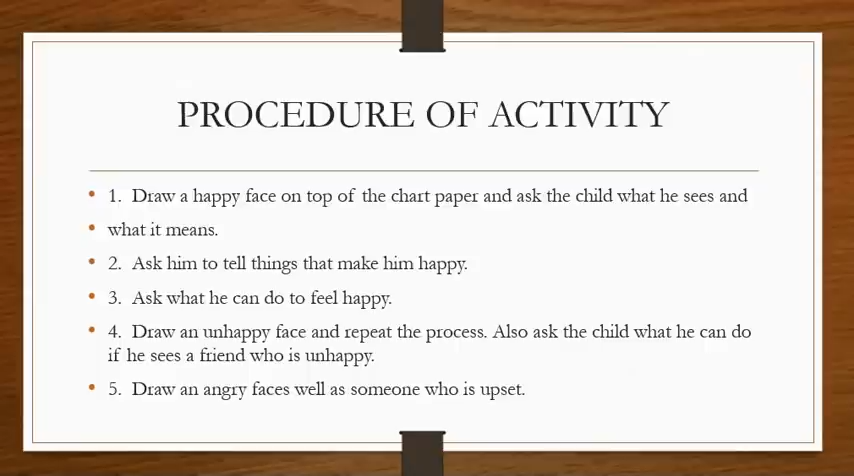 PROCEDURE OF ACTIVITY
• 1. Draw a happy face on top of the chart paper and ask the child what he sees and
• what it means.
• 2. Ask him to tell things that make him happy.
• 3. Ask what he can do to feel happy.
• 4. Draw an unhappy face and repeat the process. Also ask the child what he can do
if he sees a friend who is unhappy.
• 5. Draw an angry faces well as someone who is upset.